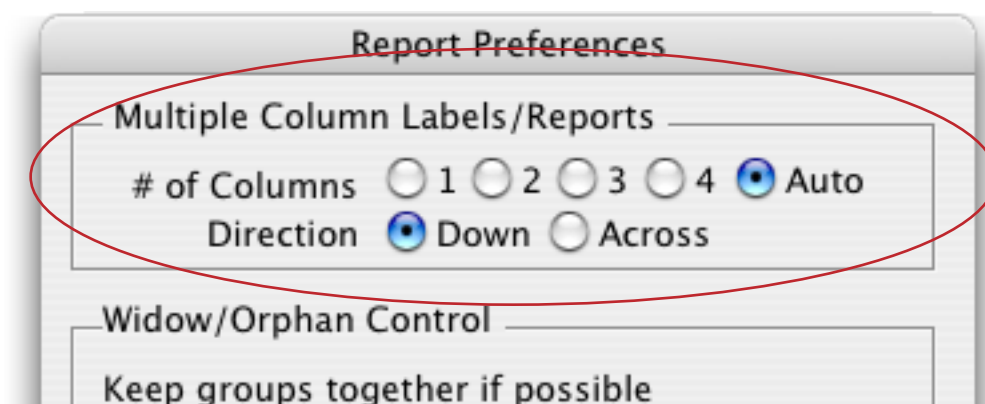 Report Preferences
Multiple Column Labels/Reports
# of Columns 1 2 3 4 Auto
Direction Down Across
Widow/Orphan Control
Keep groups together if possible